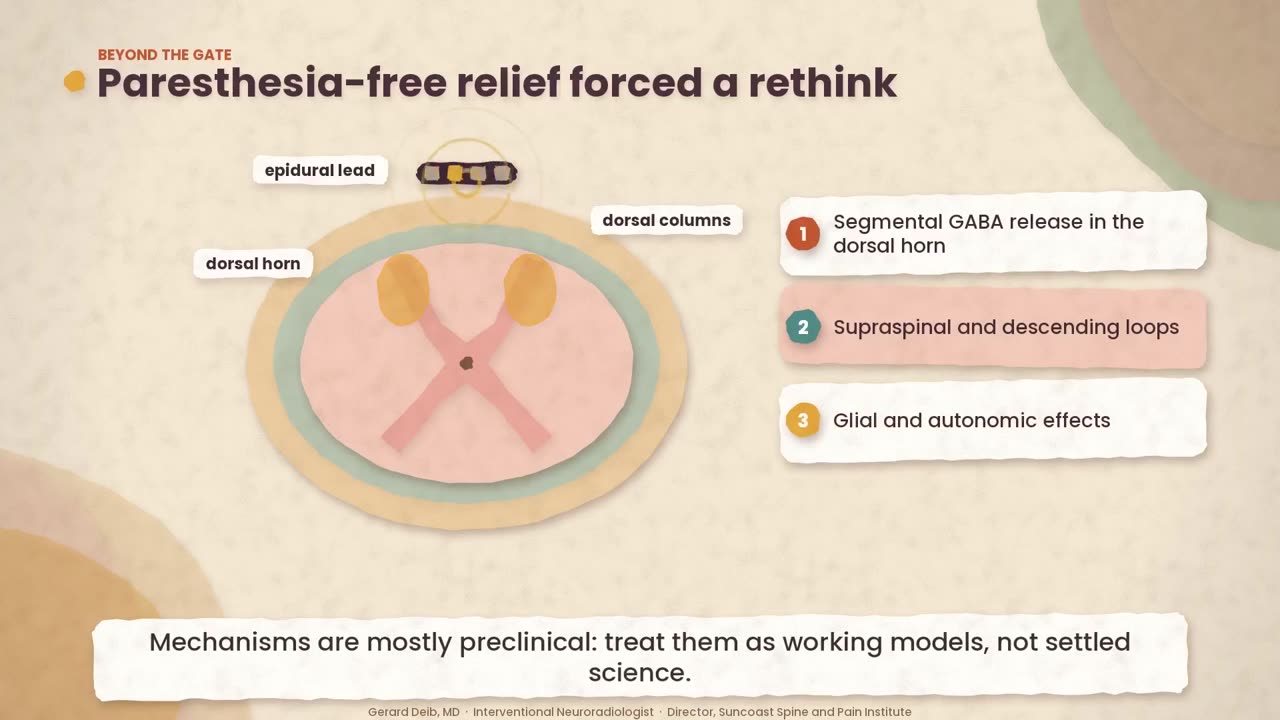 BEYOND THE GATE
Paresthesia-free relief forced a rethink
epidural lead
dorsal columns
dorsal horn
1
Segmental GABA release in the
dorsal horn
2
Supraspinal and descending loops
3
Glial and autonomic effects
Mechanisms are mostly preclinical: treat them as working models, not settled
science.
Gerard Deib, MD · Interventional Neuroradiologist · Director, Suncoast Spine and Pain Institute